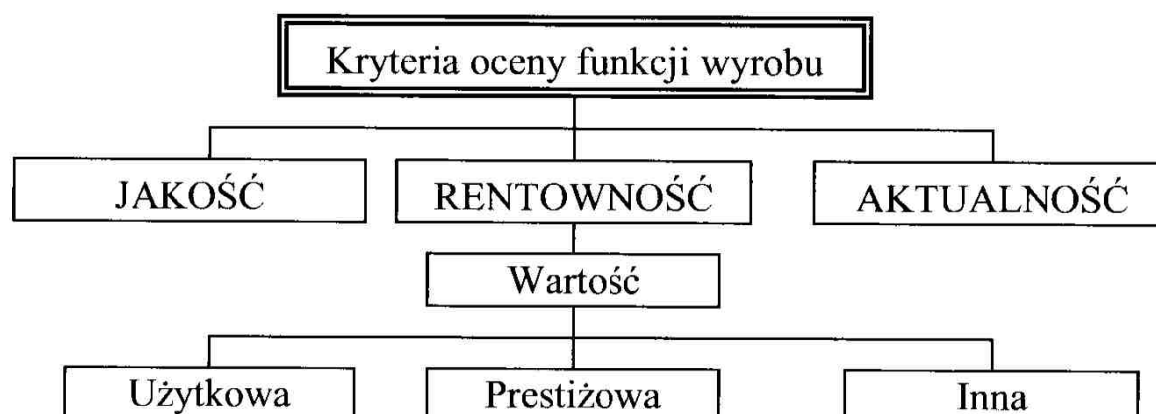 Kryteria oceny funkcji wyrobu
JAKOŚĆ
RENTOWNOŚĆ
AKTUALNOŚĆ
Wartość
Użytkowa
Prestiżowa
Inna